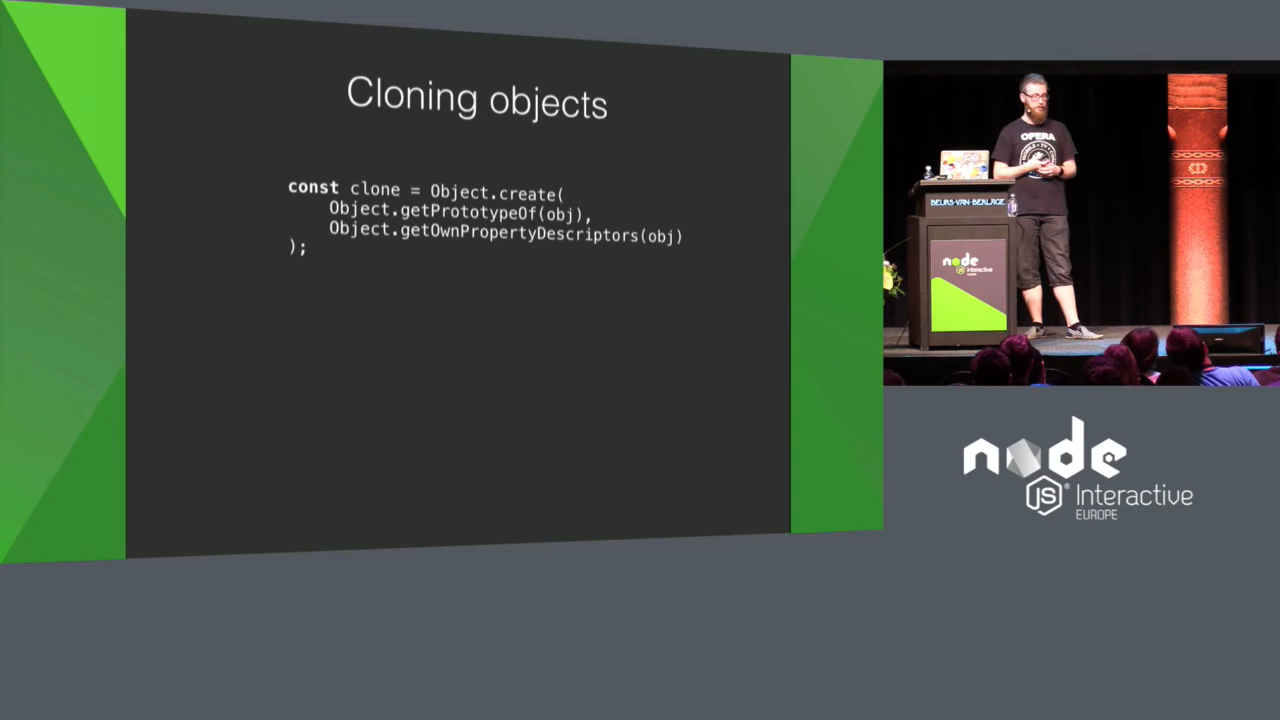 Cloning objects
const clone = Object.create(
    Object.getPrototypeOf(obj),
    Object.getOwnPropertyDescriptors(obj)
);
OPERA
BEURS-VAN-BERLAGE
node
JS interactive
node
JS® Interactive
EUROPE